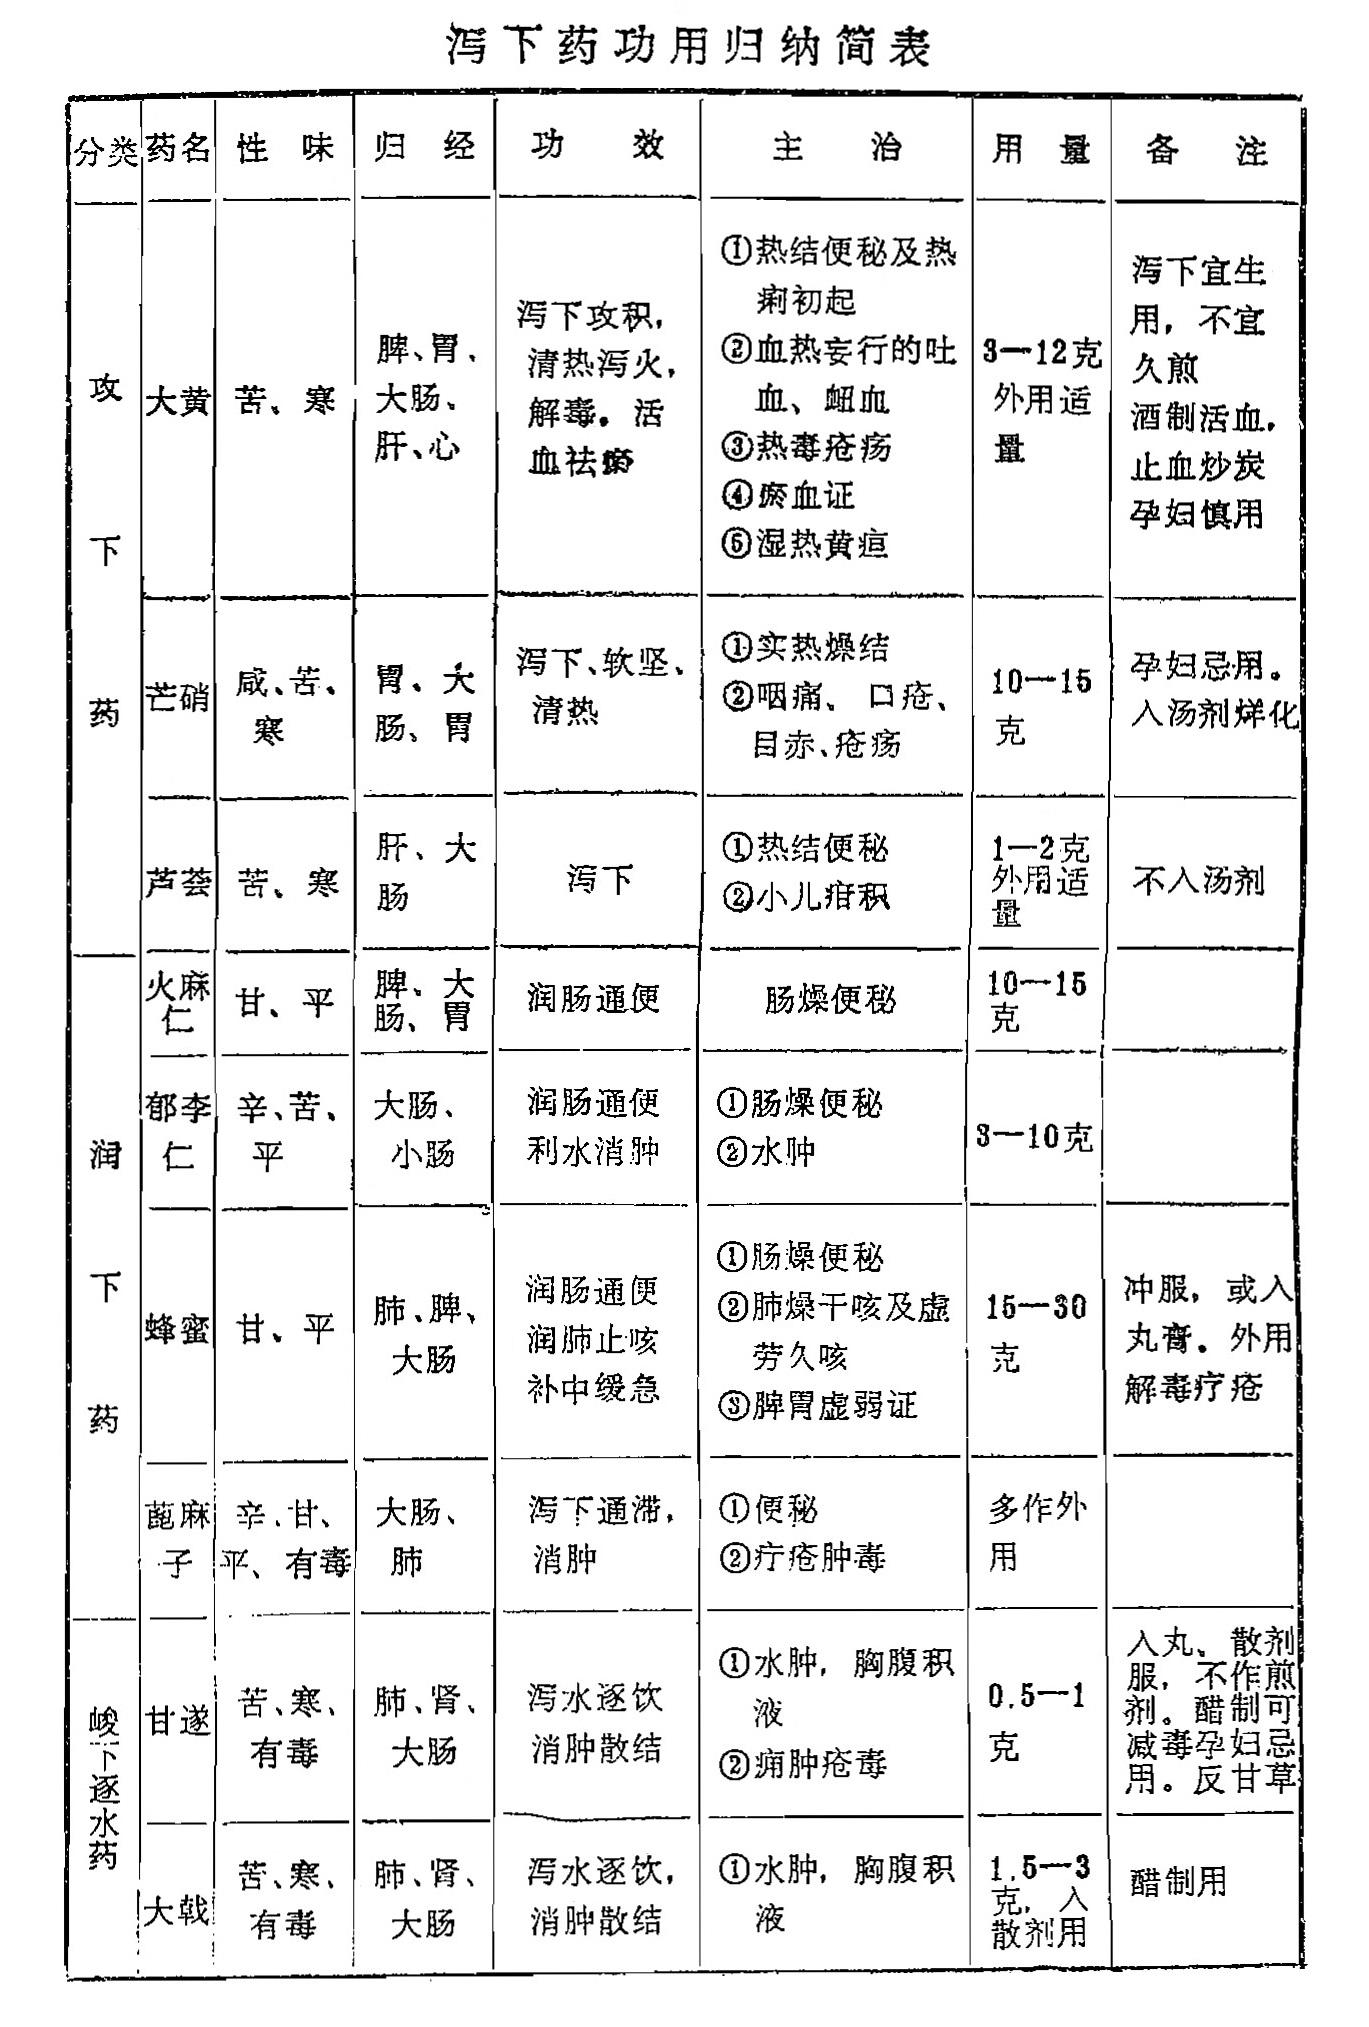 泻下药功用归纳简表
分类 药名 性味 归经 功效 主治 用量 备注
攻下药
大黄
苦、寒
脾、胃、
大肠、
肝、心
泻下攻积，
清热泻火，
解毒。活
血祛瘀
①热结便秘及热
痢初起
②血热妄行的吐
血、衄血
③热毒疮疡
④瘀血证
⑤湿热黄疸
3—12克
外用适
量
泻下宜生
用，不宜
久煎
酒制活血，
止血炒炭
孕妇慎用
芒硝
咸、苦、
寒
胃、大
肠、胃
泻下、软坚、
清热
①实热燥结
②咽痛、口疮、
目赤、疮疡
10—15
克
孕妇忌用。
入汤剂烊化
芦荟
苦、寒
肝、大
肠
泻下
①热结便秘
②小儿疳积
1—2克
外用适
量
不入汤剂
润下药
火麻
仁
甘、平
脾、大
肠、胃
润肠通便
肠燥便秘
10—15
克
郁李
仁
辛、苦、
平
大肠、
小肠
润肠通便
利水消肿
①肠燥便秘
②水肿
3—10克
蜂蜜
甘、平
肺、脾、
大肠
润肠通便
润肺止咳
补中缓急
①肠燥便秘
②肺燥干咳及虚
劳久咳
③脾胃虚弱证
15—30
克
冲服，或入
丸膏。外用
解毒疗疮
蓖麻
子
辛、甘、
平、有毒
大肠、
肺
泻下通滞，
消肿
①便秘
②疔疮肿毒
多作外
用
峻下逐水药
甘遂
苦、寒、
有毒
肺、肾、
大肠
泻水逐饮
消肿散结
①水肿，胸腹积
液
②痈肿疮毒
0.5—1
克
入丸、散剂
服，不作煎
剂。醋制可
减毒孕妇忌
用。反甘草
大戟
苦、寒、
有毒
肺、肾、
大肠
泻水逐饮，
消肿散结
①水肿，胸腹积
液
1.5—3
克，入
散剂用
醋制用